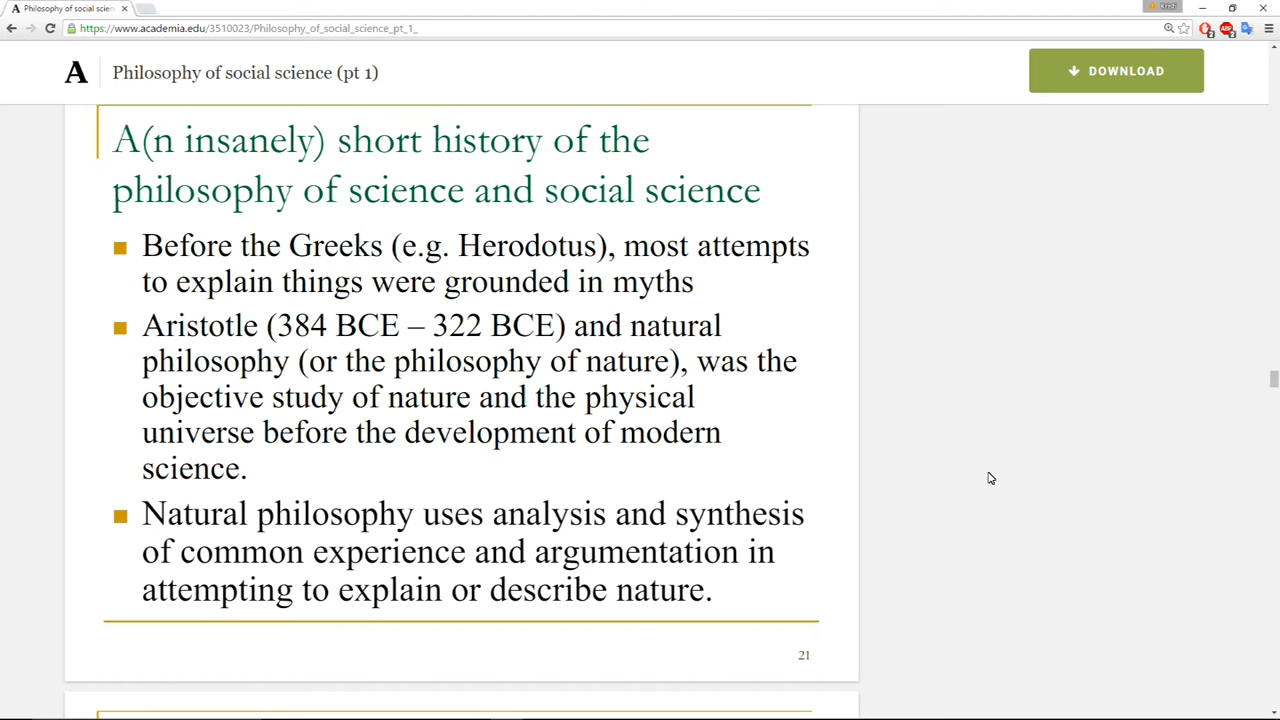 Philosophy of social scien
https://www.academia.edu/3510023/Philosophy_of_social_science_pt_1_
A
Philosophy of social science (pt 1)
DOWNLOAD
A(n insanely) short history of the
philosophy of science and social science
Before the Greeks (e.g. Herodotus), most attempts
to explain things were grounded in myths
Aristotle (384 BCE – 322 BCE) and natural
philosophy (or the philosophy of nature), was the
objective study of nature and the physical
universe before the development of modern
science.
Natural philosophy uses analysis and synthesis
of common experience and argumentation in
attempting to explain or describe nature.
21